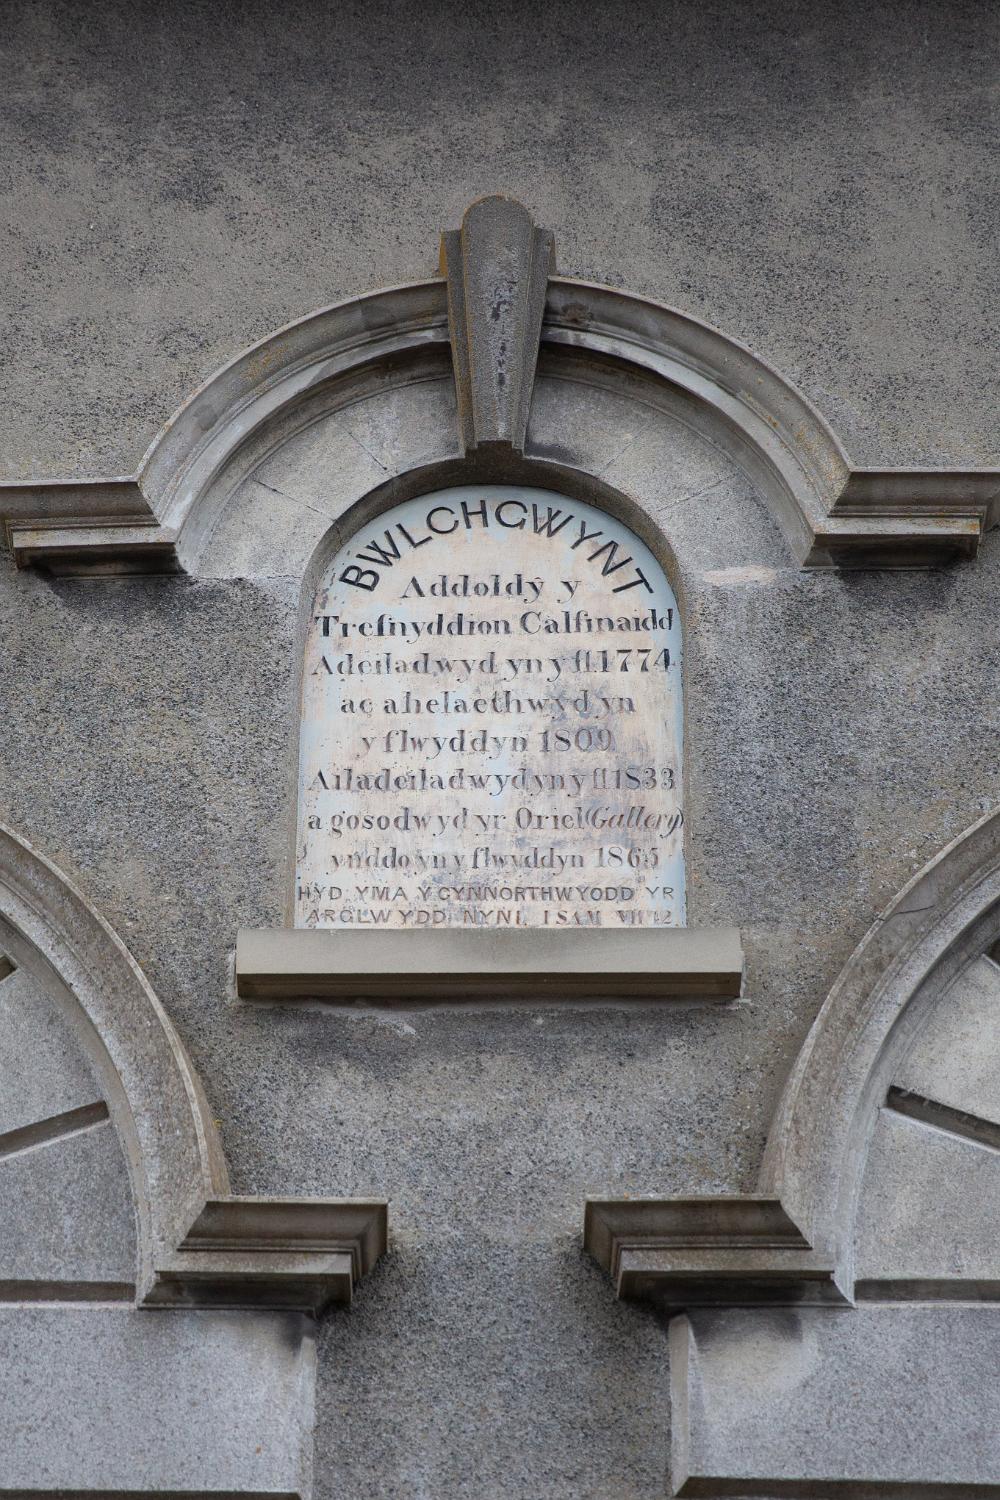 BWLCHGWYNT
Addoldy y
Trefnyddion Calfinaidd
Adeiladwyd yn y fl 1774
ac a helaethwyd yn
y flwyddyn 1809
Ailadeiladwyd yn y fl 1833
a gosodwyd yr Oriel (Gallery)
ynddo yn y flwyddyn 1865
HYD YMA Y CYNNORTHWYODD YR
ARGLWYDD NYNI. I SAM VII 12